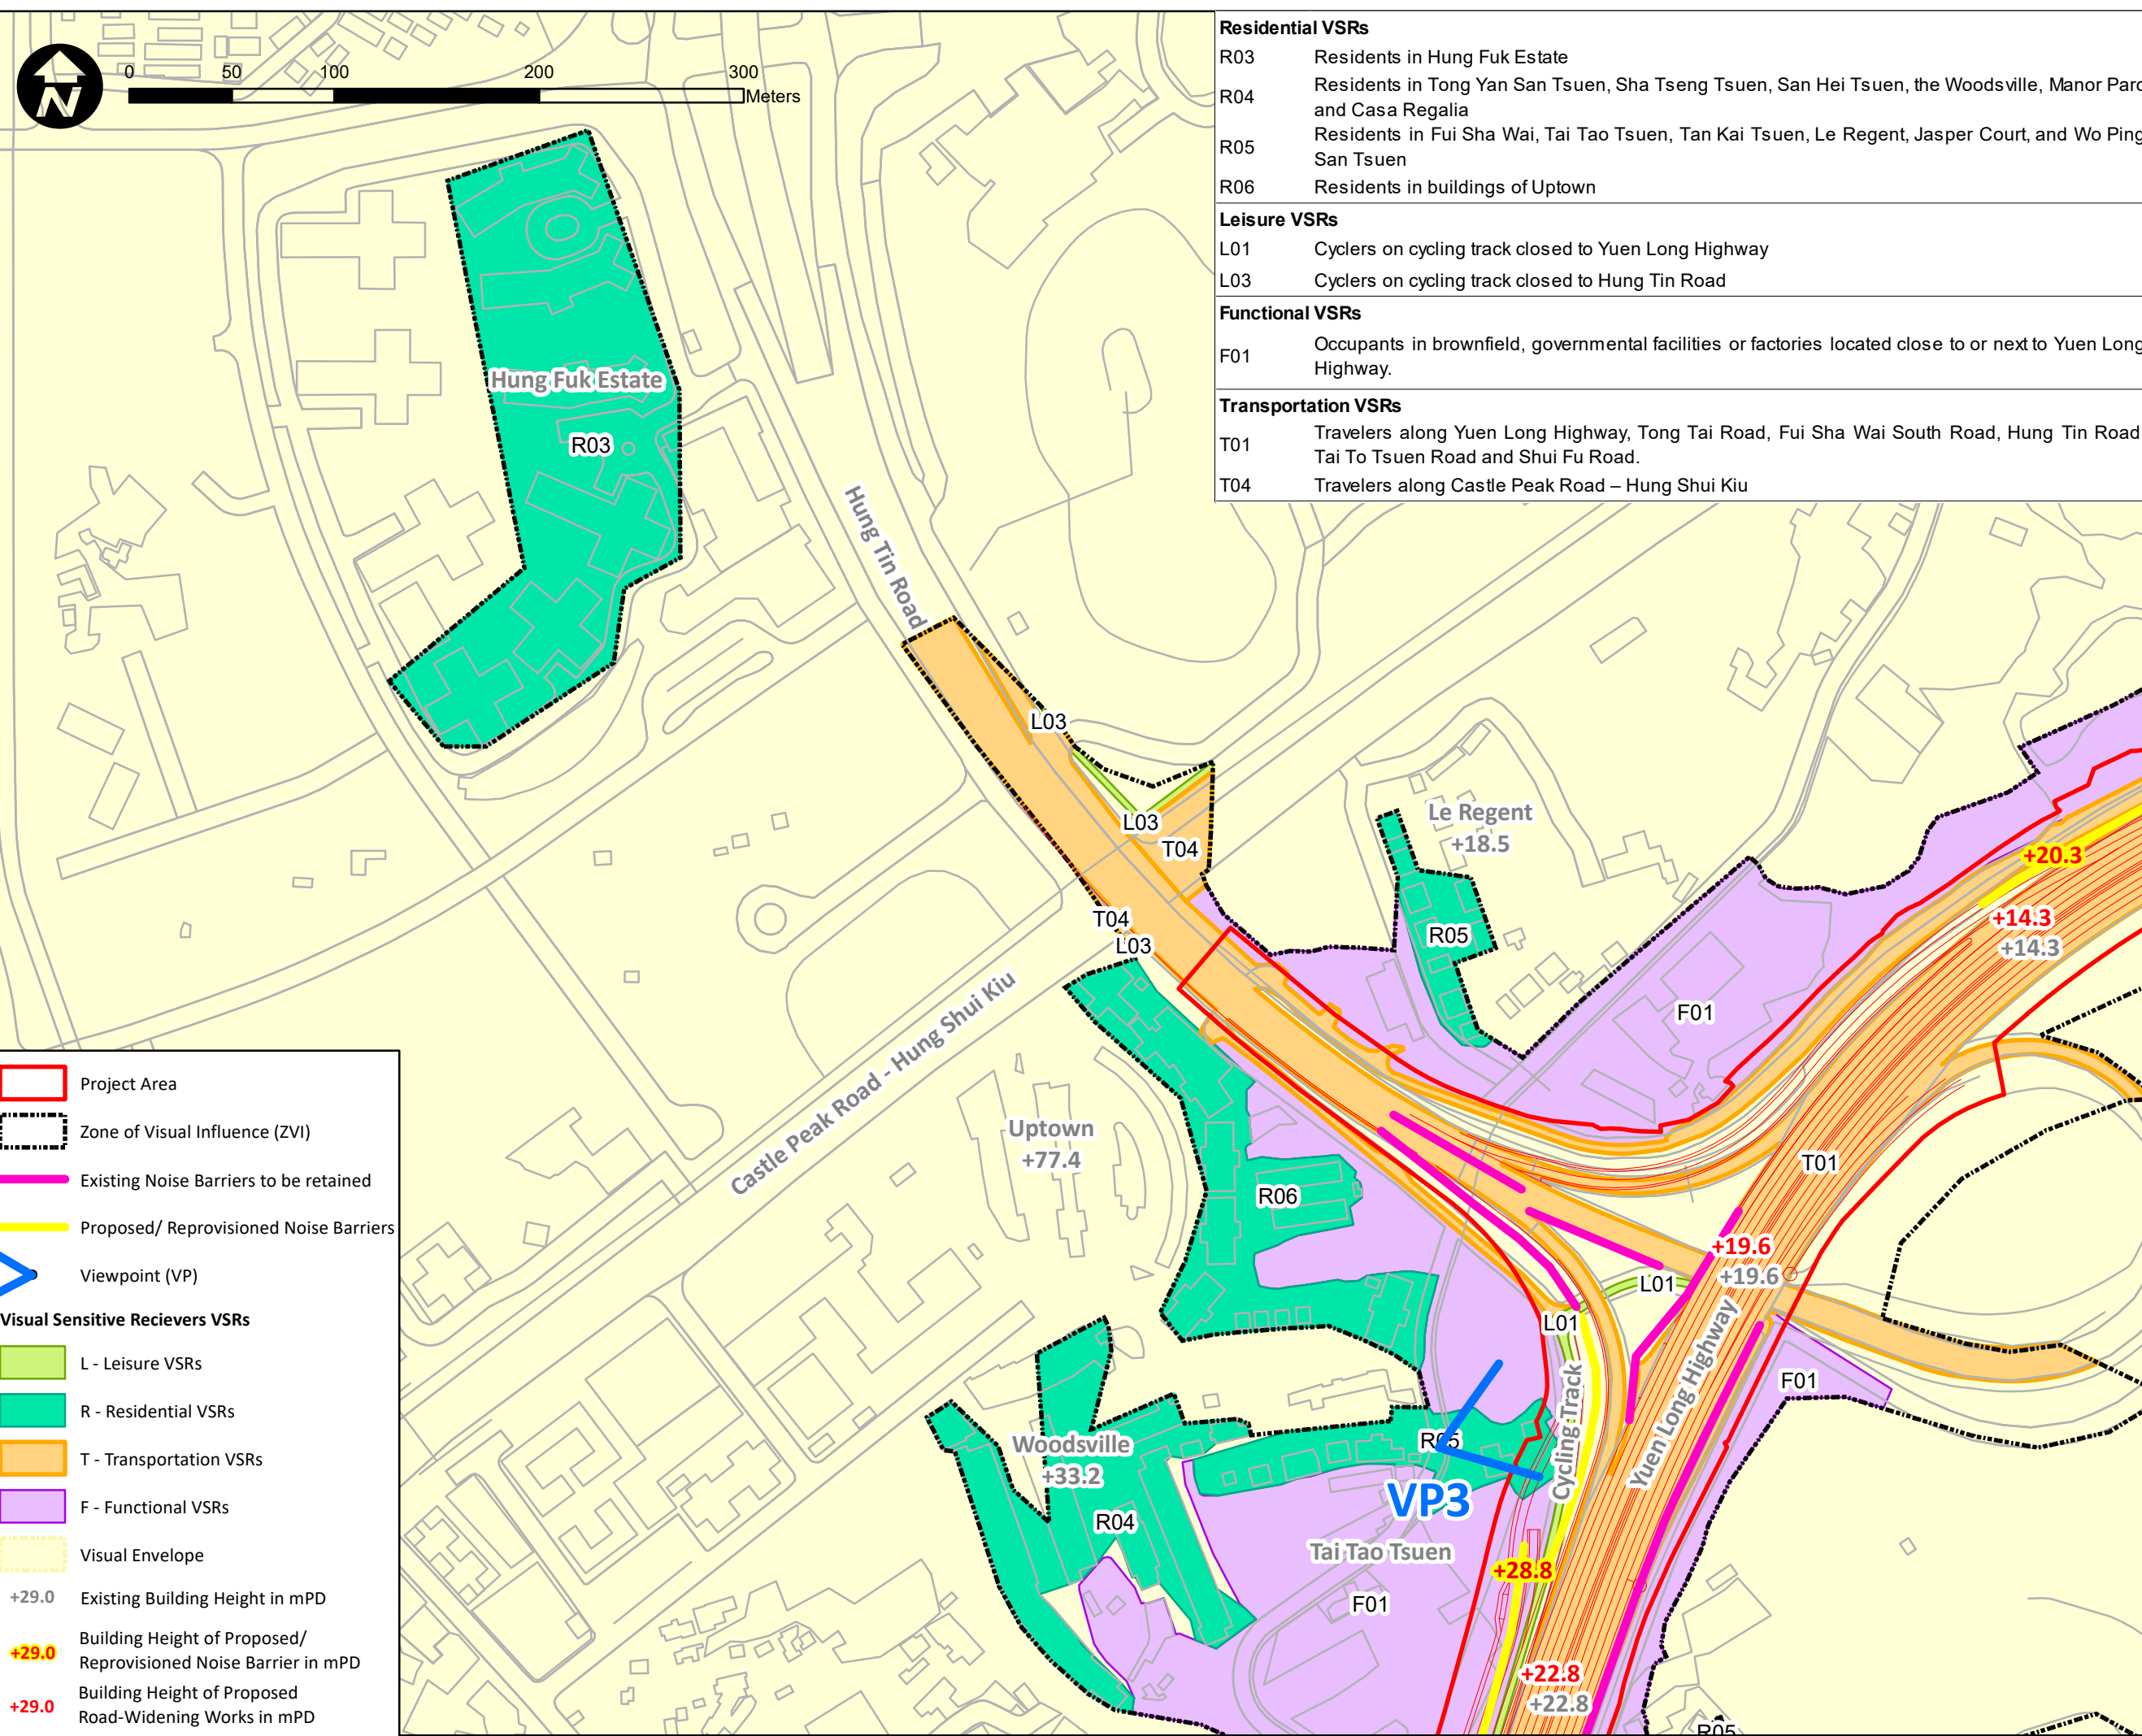 Residential VSRs
R03 Residents in Hung Fuk Estate
R04 Residents in Tong Yan San Tsuen, Sha Tseng Tsuen, San Hei Tsuen, the Woodsville, Manor Parc
and Casa Regalia
R05 Residents in Fui Sha Wai, Tai Tao Tsuen, Tan Kai Tsuen, Le Regent, Jasper Court, and Wo Ping
San Tsuen
R06 Residents in buildings of Uptown
Leisure VSRs
L01 Cyclers on cycling track closed to Yuen Long Highway
L03 Cyclers on cycling track closed to Hung Tin Road
Functional VSRs
F01 Occupants in brownfield, governmental facilities or factories located close to or next to Yuen Long
Highway.
Transportation VSRs
T01 Travelers along Yuen Long Highway, Tong Tai Road, Fui Sha Wai South Road, Hung Tin Road
Tai To Tsuen Road and Shui Fu Road.
T04 Travelers along Castle Peak Road – Hung Shui Kiu
N
0 50 100 200 300
Meters
Hung Fuk Estate
R03
Hung Tin Road
L03
L03
T04
T04
L03
Le Regent
+18.5
R05
F01
+20.3
+14.3
+14.3
Castle Peak Road - Hung Shui Kiu
Uptown
+77.4
R06
T01
+19.6
+19.6
L01
L01
Cycling Track
Yuen Long Highway
F01
Woodsville
+33.2
R04
R05
VP3
Tai Tao Tsuen
F01
+28.8
+22.8
+22.8
R05
Project Area
Zone of Visual Influence (ZVI)
Existing Noise Barriers to be retained
Proposed/ Reprovisioned Noise Barriers
Viewpoint (VP)
Visual Sensitive Recievers VSRs
L - Leisure VSRs
R - Residential VSRs
T - Transportation VSRs
F - Functional VSRs
Visual Envelope
+29.0 Existing Building Height in mPD
+29.0 Building Height of Proposed/
Reprovisioned Noise Barrier in mPD
+29.0 Building Height of Proposed
Road-Widening Works in mPD